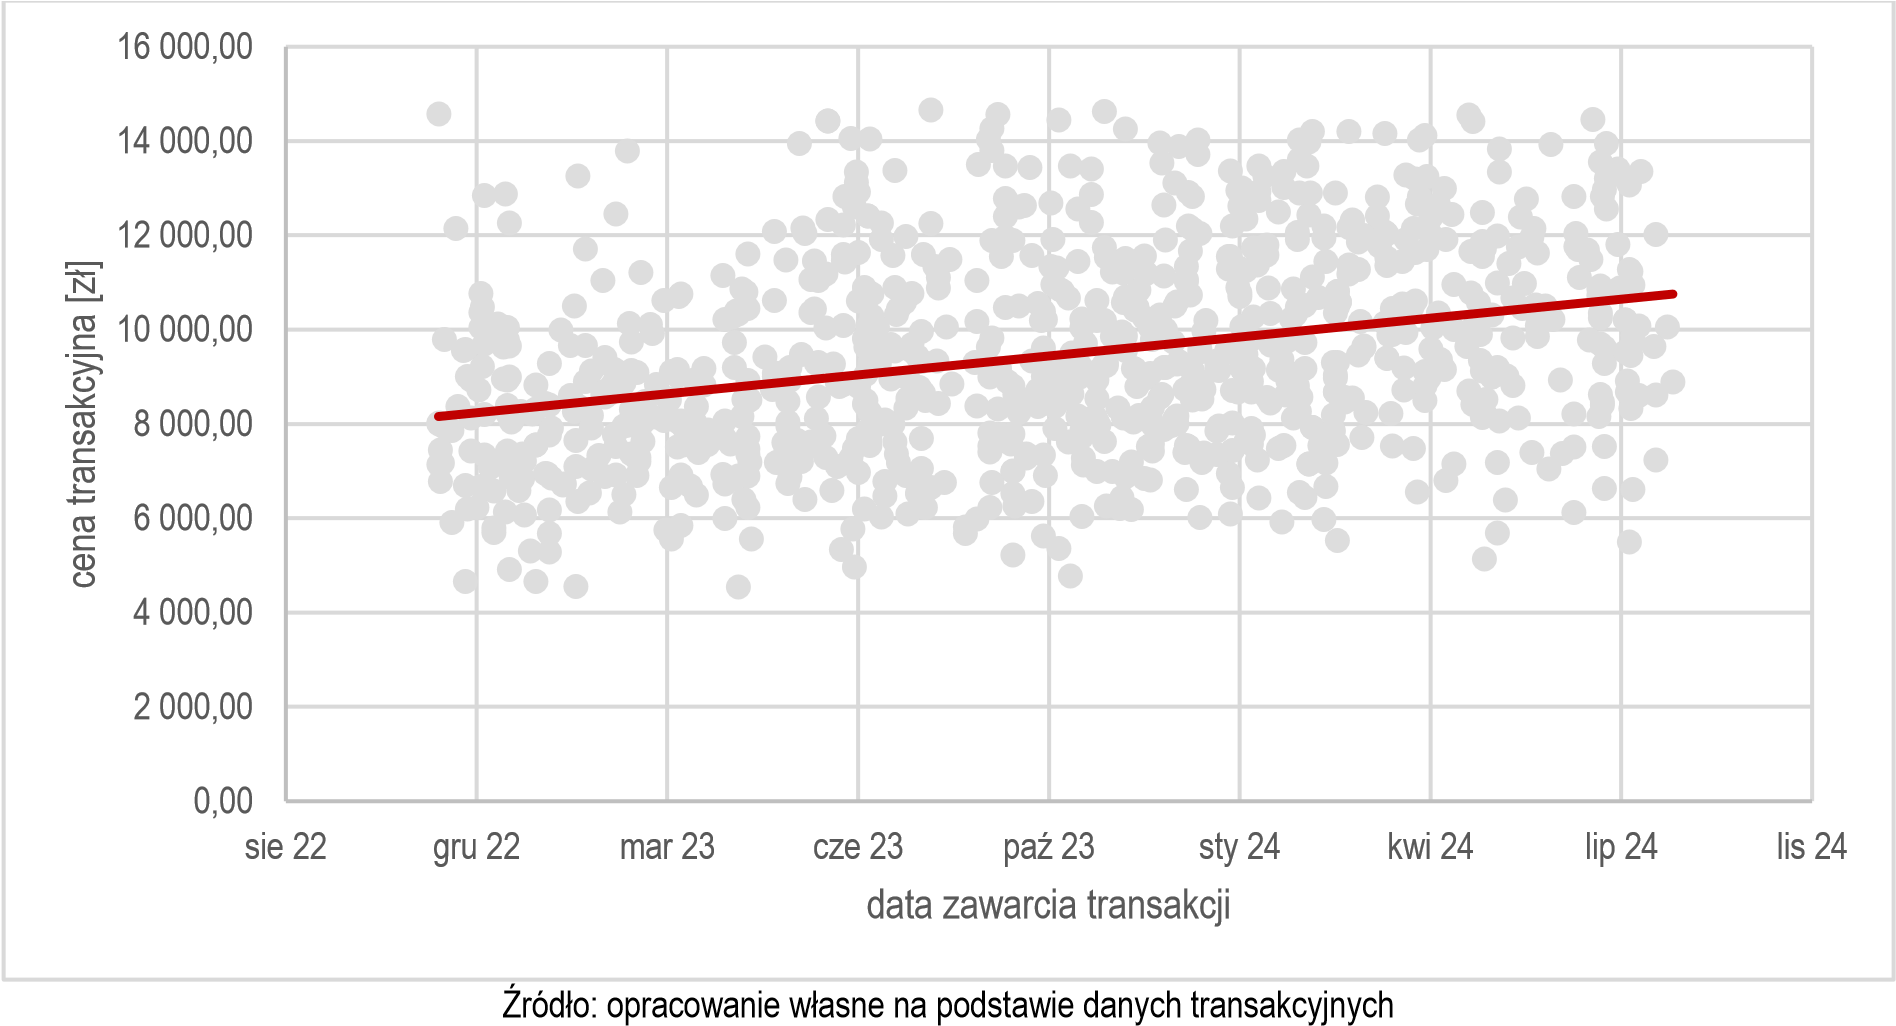 16 000,00
14 000,00
12 000,00
10 000,00
8 000,00
6 000,00
4 000,00
2 000,00
0,00
cena transakcyjna [zł]
sie 22 gru 22 mar 23 cze 23 paź 23 sty 24 kwi 24 lip 24 lis 24
data zawarcia transakcji
Źródło: opracowanie własne na podstawie danych transakcyjnych